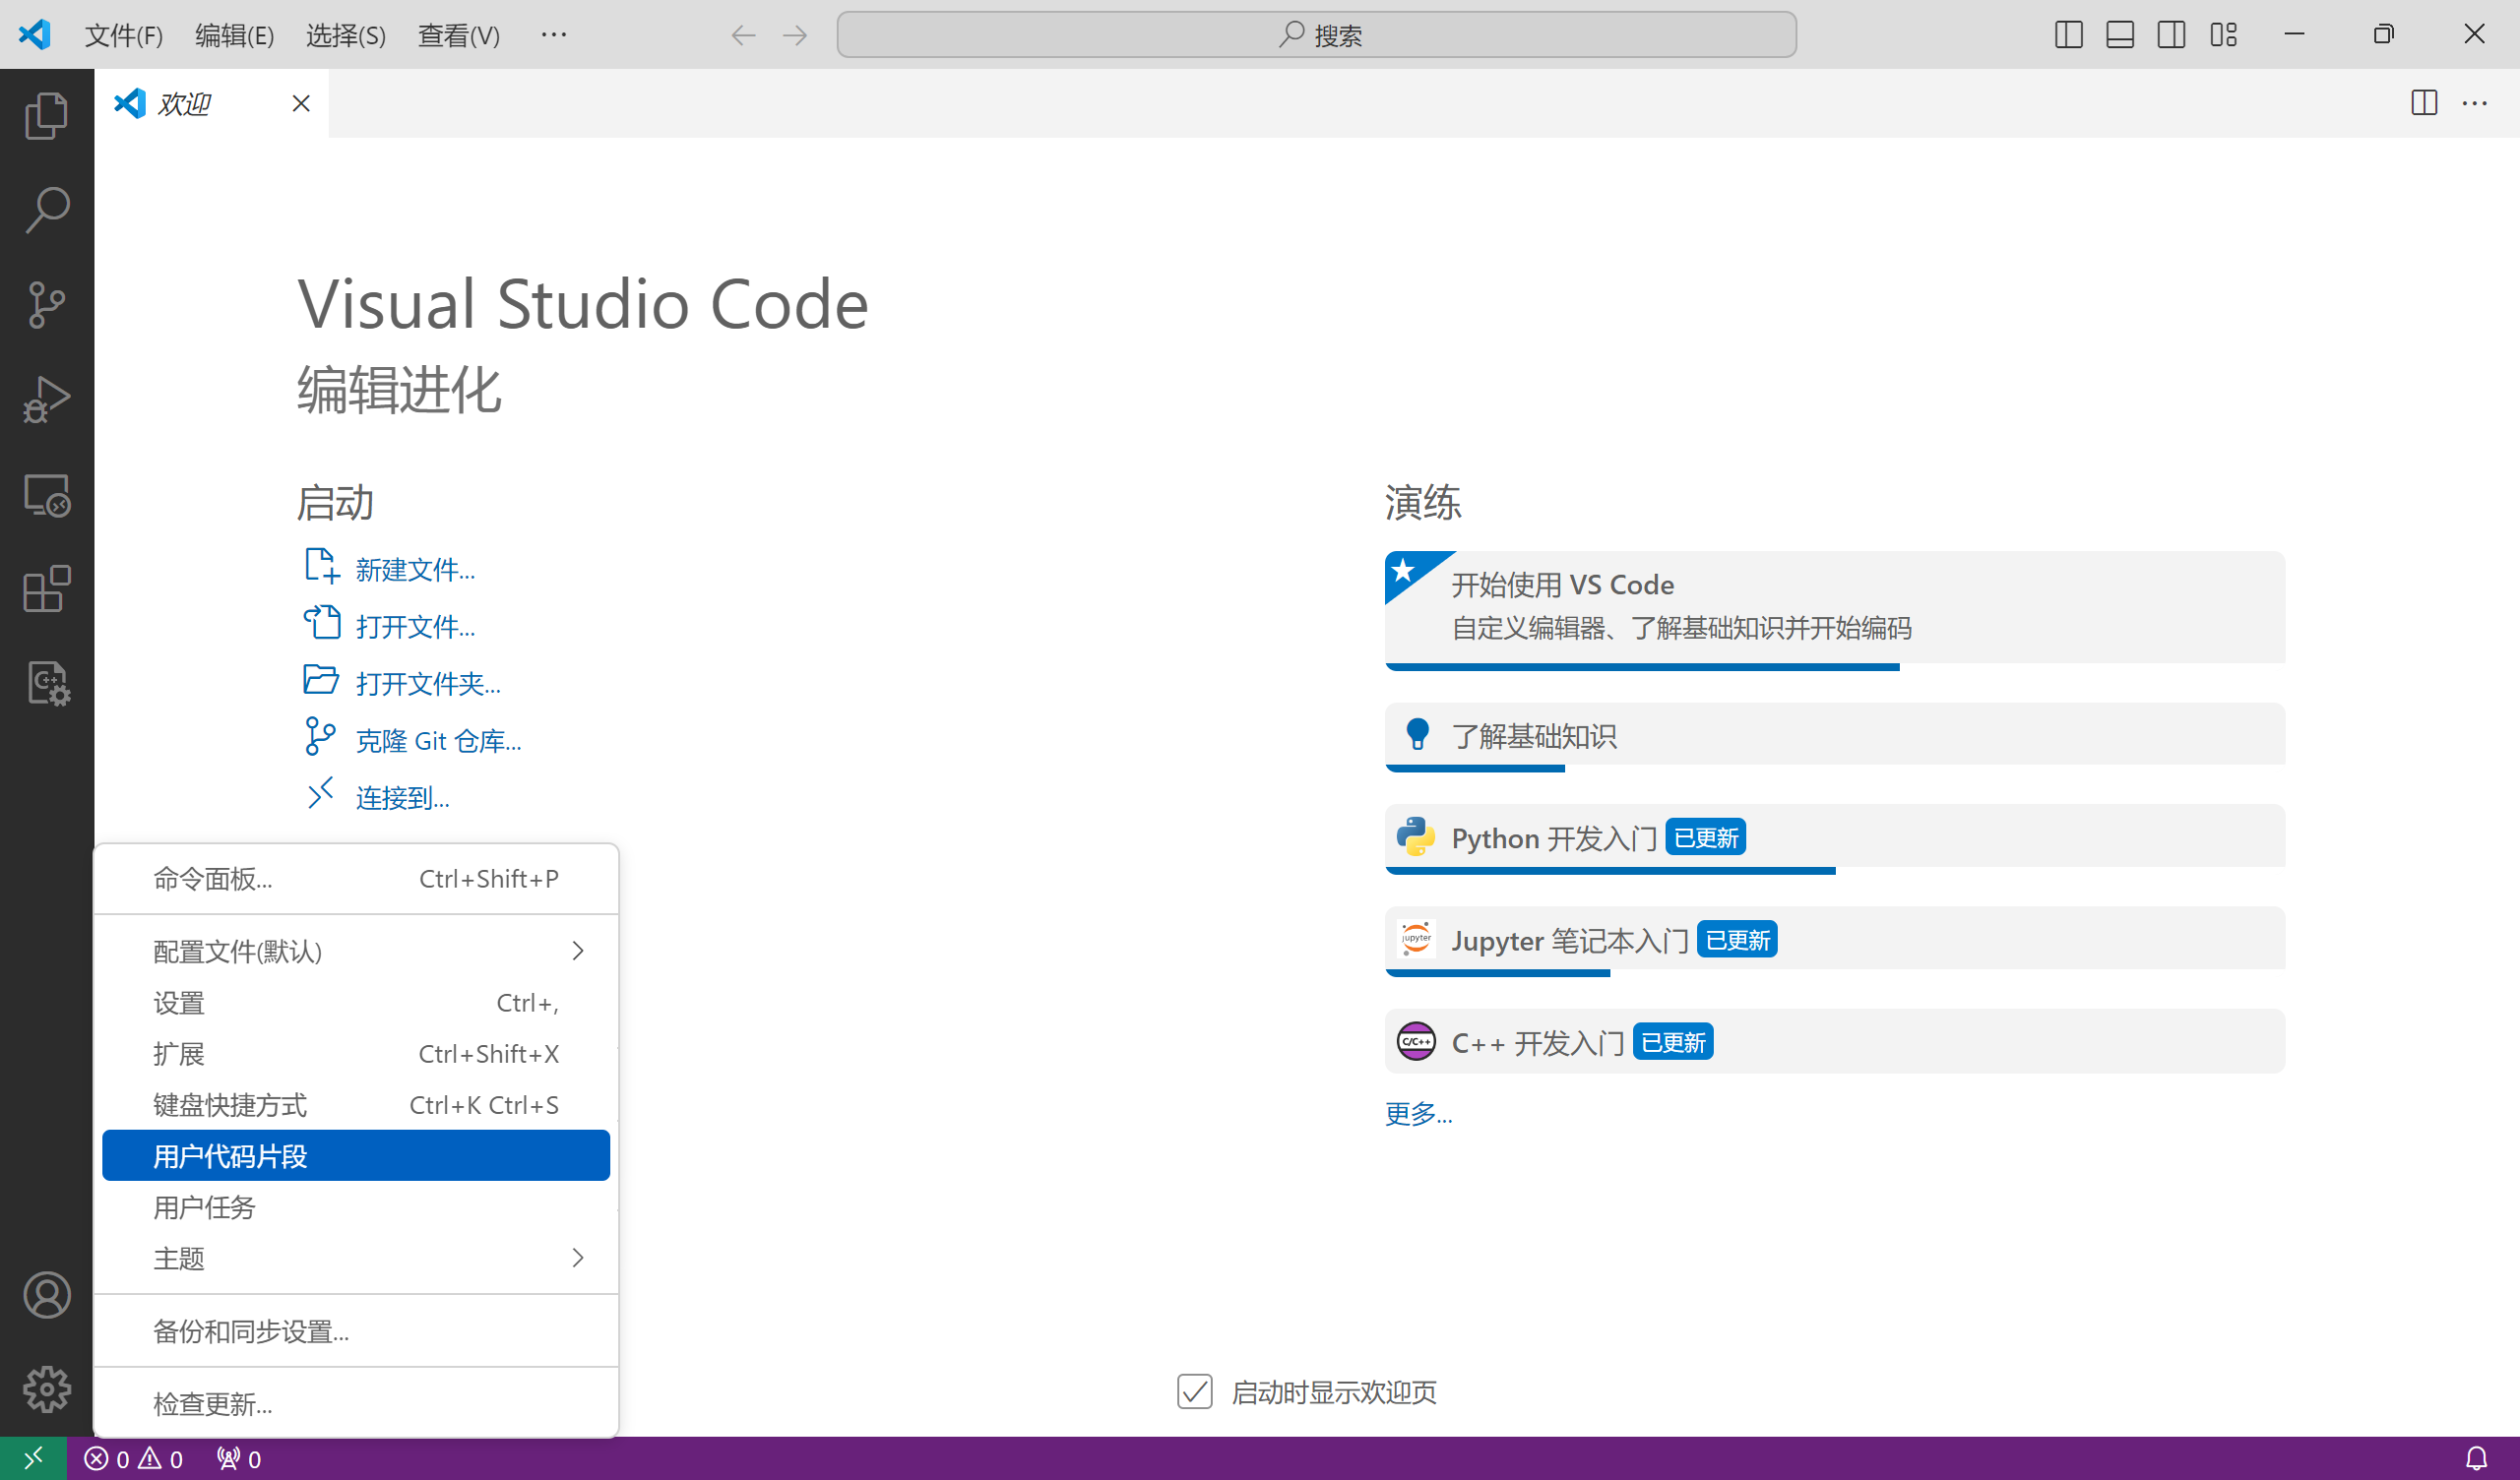 文件(F) 编辑(E) 选择(S) 查看(V) ··· 搜索
欢迎
Visual Studio Code
编辑进化
启动
新建文件...
打开文件...
打开文件夹...
克隆 Git 仓库...
连接到...
演练
开始使用 VS Code
自定义编辑器、了解基础知识并开始编码
了解基础知识
Python 开发入门 已更新
jupyter
Jupyter 笔记本入门 已更新
C/C++
C++ 开发入门 已更新
更多...
命令面板... Ctrl+Shift+P
配置文件(默认)
设置 Ctrl+,
扩展 Ctrl+Shift+X
键盘快捷方式 Ctrl+K Ctrl+S
用户代码片段
用户任务
主题
备份和同步设置...
检查更新...
启动时显示欢迎页
0 0 0